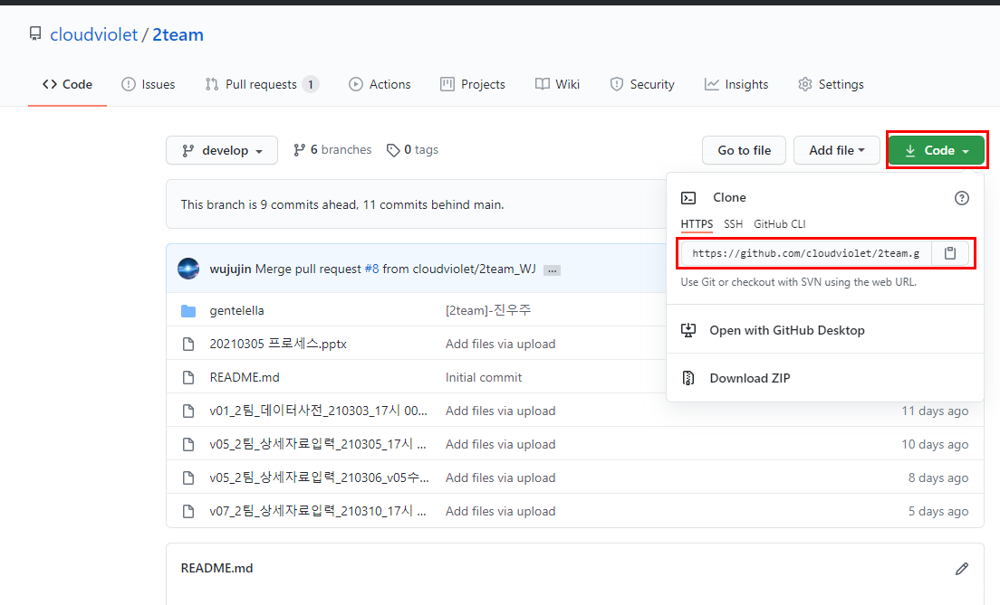 cloudviolet / 2team
Code Issues Pull requests 1 Actions Projects Wiki Security Insights Settings
develop 6 branches 0 tags Go to file Add file Code
This branch is 9 commits ahead, 11 commits behind main.
Clone
HTTPS SSH GitHub CLI
https://github.com/cloudviolet/2team.g
Use Git or checkout with SVN using the web URL.
Open with GitHub Desktop
Download ZIP
wujujin Merge pull request #8 from cloudviolet/2team_WJ ...
gentelella [2team]-진우주
20210305 프로세스.pptx Add files via upload
README.md Initial commit
v01_2팀_데이터사전_210303_17시 00... Add files via upload 11 days ago
v05_2팀_상세자료입력_210305_17시 ... Add files via upload 10 days ago
v05_2팀_상세자료입력_210306_v05수... Add files via upload 8 days ago
v07_2팀_상세자료입력_210310_17시 ... Add files via upload 5 days ago
README.md